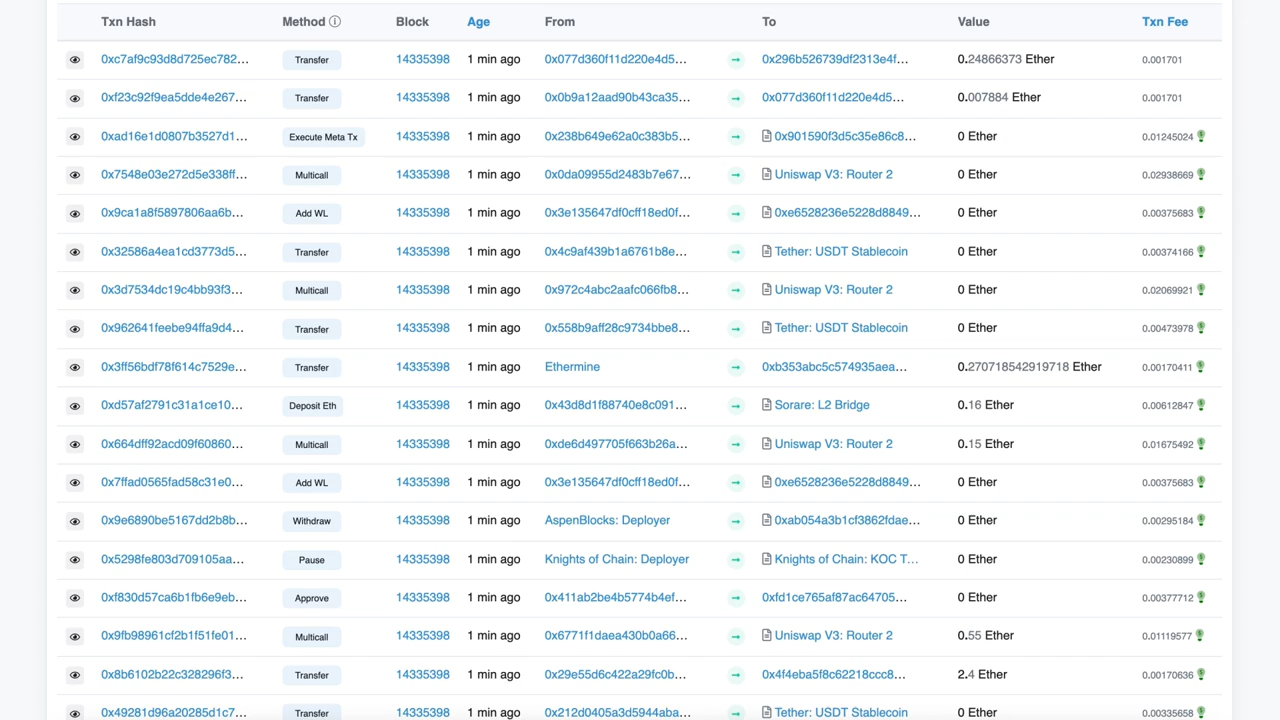 Txn Hash Method Block Age From To Value Txn Fee
0xc7af9c93d8d725ec782... Transfer 14335398 1 min ago 0x077d360f11d220e4d5... 0x296b526739df2313e4f... 0.24866373 Ether 0.001701
0xf23c92f9ea5dde4e267... Transfer 14335398 1 min ago 0x0b9a12aad90b43ca35... 0x077d360f11d220e4d5... 0.007884 Ether 0.001701
0xad16e1d0807b3527d1... Execute Meta Tx 14335398 1 min ago 0x238b649e62a0c383b5... 0x901590f3d5c35e86c8... 0 Ether 0.01245024
0x7548e03e272d5e338ff... Multicall 14335398 1 min ago 0x0da09955d2483b7e67... Uniswap V3: Router 2 0 Ether 0.02938669
0x9ca1a8f5897806aa6b... Add WL 14335398 1 min ago 0x3e135647df0cff18ed0f... 0xe6528236e5228d8849... 0 Ether 0.00375683
0x32586a4ea1cd3773d5... Transfer 14335398 1 min ago 0x4c9af439b1a6761b8e... Tether: USDT Stablecoin 0 Ether 0.00374166
0x3d7534dc19c4bb93f3... Multicall 14335398 1 min ago 0x972c4abc2aafc066fb8... Uniswap V3: Router 2 0 Ether 0.02069921
0x962641feebe94ffa9d4... Transfer 14335398 1 min ago 0x558b9aff28c9734bbe8... Tether: USDT Stablecoin 0 Ether 0.00473978
0x3ff56bdf78f614c7529e... Transfer 14335398 1 min ago Ethermine 0xb353abc5c574935aea... 0.270718542919718 Ether 0.00170411
0xd57af2791c31a1ce10... Deposit Eth 14335398 1 min ago 0x43d8d1f88740e8c091... Sorare: L2 Bridge 0.16 Ether 0.00612847
0x664dff92acd09f60860... Multicall 14335398 1 min ago 0xde6d497705f663b26a... Uniswap V3: Router 2 0.15 Ether 0.01675492
0x7ffad0565fad58c31e0... Add WL 14335398 1 min ago 0x3e135647df0cff18ed0f... 0xe6528236e5228d8849... 0 Ether 0.00375683
0x9e6890be5167dd2b8b... Withdraw 14335398 1 min ago AspenBlocks: Deployer 0xab054a3b1cf3862fdae... 0 Ether 0.00295184
0x5298fe803d709105aa... Pause 14335398 1 min ago Knights of Chain: Deployer Knights of Chain: KOC T... 0 Ether 0.00230899
0xf830d57ca6b1fb6e9eb... Approve 14335398 1 min ago 0x411ab2be4b5774b4ef... 0xfd1ce765af87ac64705... 0 Ether 0.00377712
0x9fb98961cf2b1f51fe01... Multicall 14335398 1 min ago 0x6771f1daea430b0a66... Uniswap V3: Router 2 0.55 Ether 0.01119577
0x8b6102b22c328296f3... Transfer 14335398 1 min ago 0x29e55d6c422a29fc0b... 0x4f4eba5f8c62218ccc8... 2.4 Ether 0.00170636
0x49281d96a20285d1c7... Transfer 14335398 1 min ago 0x212d0405a3d5944aba... Tether: USDT Stablecoin 0 Ether 0.00335658